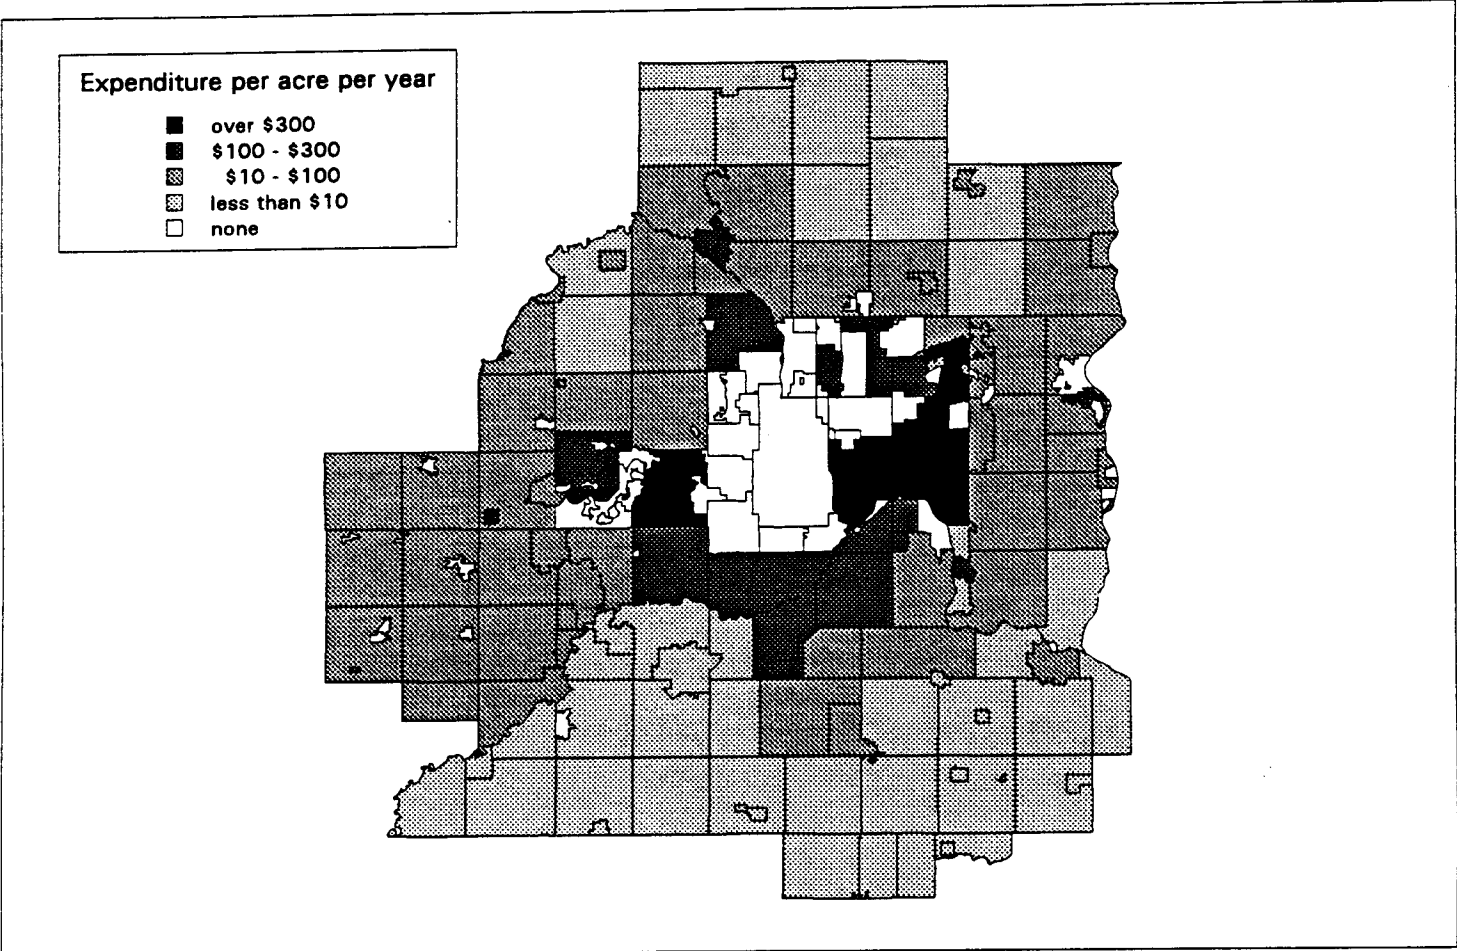 Expenditure per acre per year
over $300
$100 - $300
$10 - $100
less than $10
none